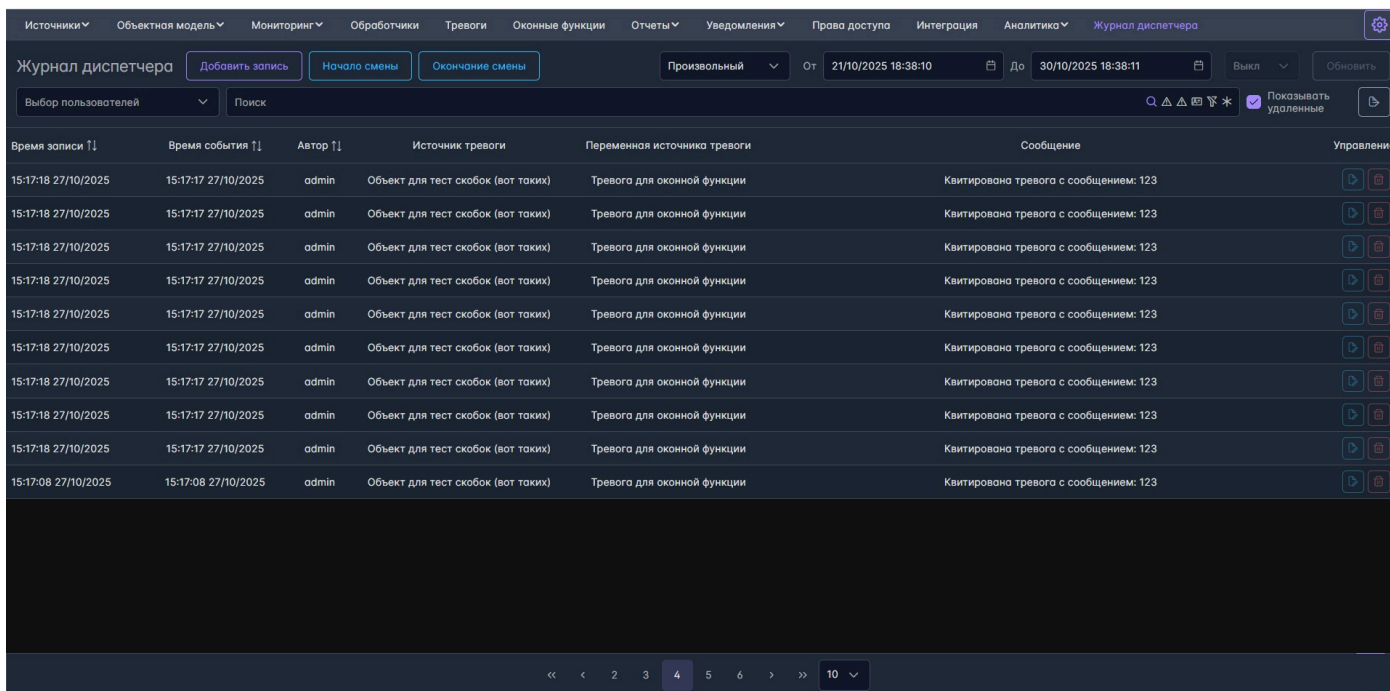 Источники Объектная модель Мониторинг Обработчики Тревоги Оконные функции Отчеты Уведомления Права доступа Интеграция Аналитика Журнал диспетчера
Журнал диспетчера Добавить запись Начало смены Окончание смены Произвольный От 21/10/2025 18:38:10 До 30/10/2025 18:38:11 Выкл Обновить
Выбор пользователей Поиск Показывать
удаленные
Время записи Время события Автор Источник тревоги Переменная источника тревоги Сообщение Управлени
15:17:18 27/10/2025 15:17:17 27/10/2025 admin Объект для тест скобок (вот таких) Тревога для оконной функции Квитирована тревога с сообщением: 123
15:17:18 27/10/2025 15:17:17 27/10/2025 admin Объект для тест скобок (вот таких) Тревога для оконной функции Квитирована тревога с сообщением: 123
15:17:18 27/10/2025 15:17:17 27/10/2025 admin Объект для тест скобок (вот таких) Тревога для оконной функции Квитирована тревога с сообщением: 123
15:17:18 27/10/2025 15:17:17 27/10/2025 admin Объект для тест скобок (вот таких) Тревога для оконной функции Квитирована тревога с сообщением: 123
15:17:18 27/10/2025 15:17:17 27/10/2025 admin Объект для тест скобок (вот таких) Тревога для оконной функции Квитирована тревога с сообщением: 123
15:17:18 27/10/2025 15:17:17 27/10/2025 admin Объект для тест скобок (вот таких) Тревога для оконной функции Квитирована тревога с сообщением: 123
15:17:18 27/10/2025 15:17:17 27/10/2025 admin Объект для тест скобок (вот таких) Тревога для оконной функции Квитирована тревога с сообщением: 123
15:17:18 27/10/2025 15:17:17 27/10/2025 admin Объект для тест скобок (вот таких) Тревога для оконной функции Квитирована тревога с сообщением: 123
15:17:18 27/10/2025 15:17:17 27/10/2025 admin Объект для тест скобок (вот таких) Тревога для оконной функции Квитирована тревога с сообщением: 123
15:17:08 27/10/2025 15:17:08 27/10/2025 admin Объект для тест скобок (вот таких) Тревога для оконной функции Квитирована тревога с сообщением: 123
« ‹ 2 3 4 5 6 › » 10